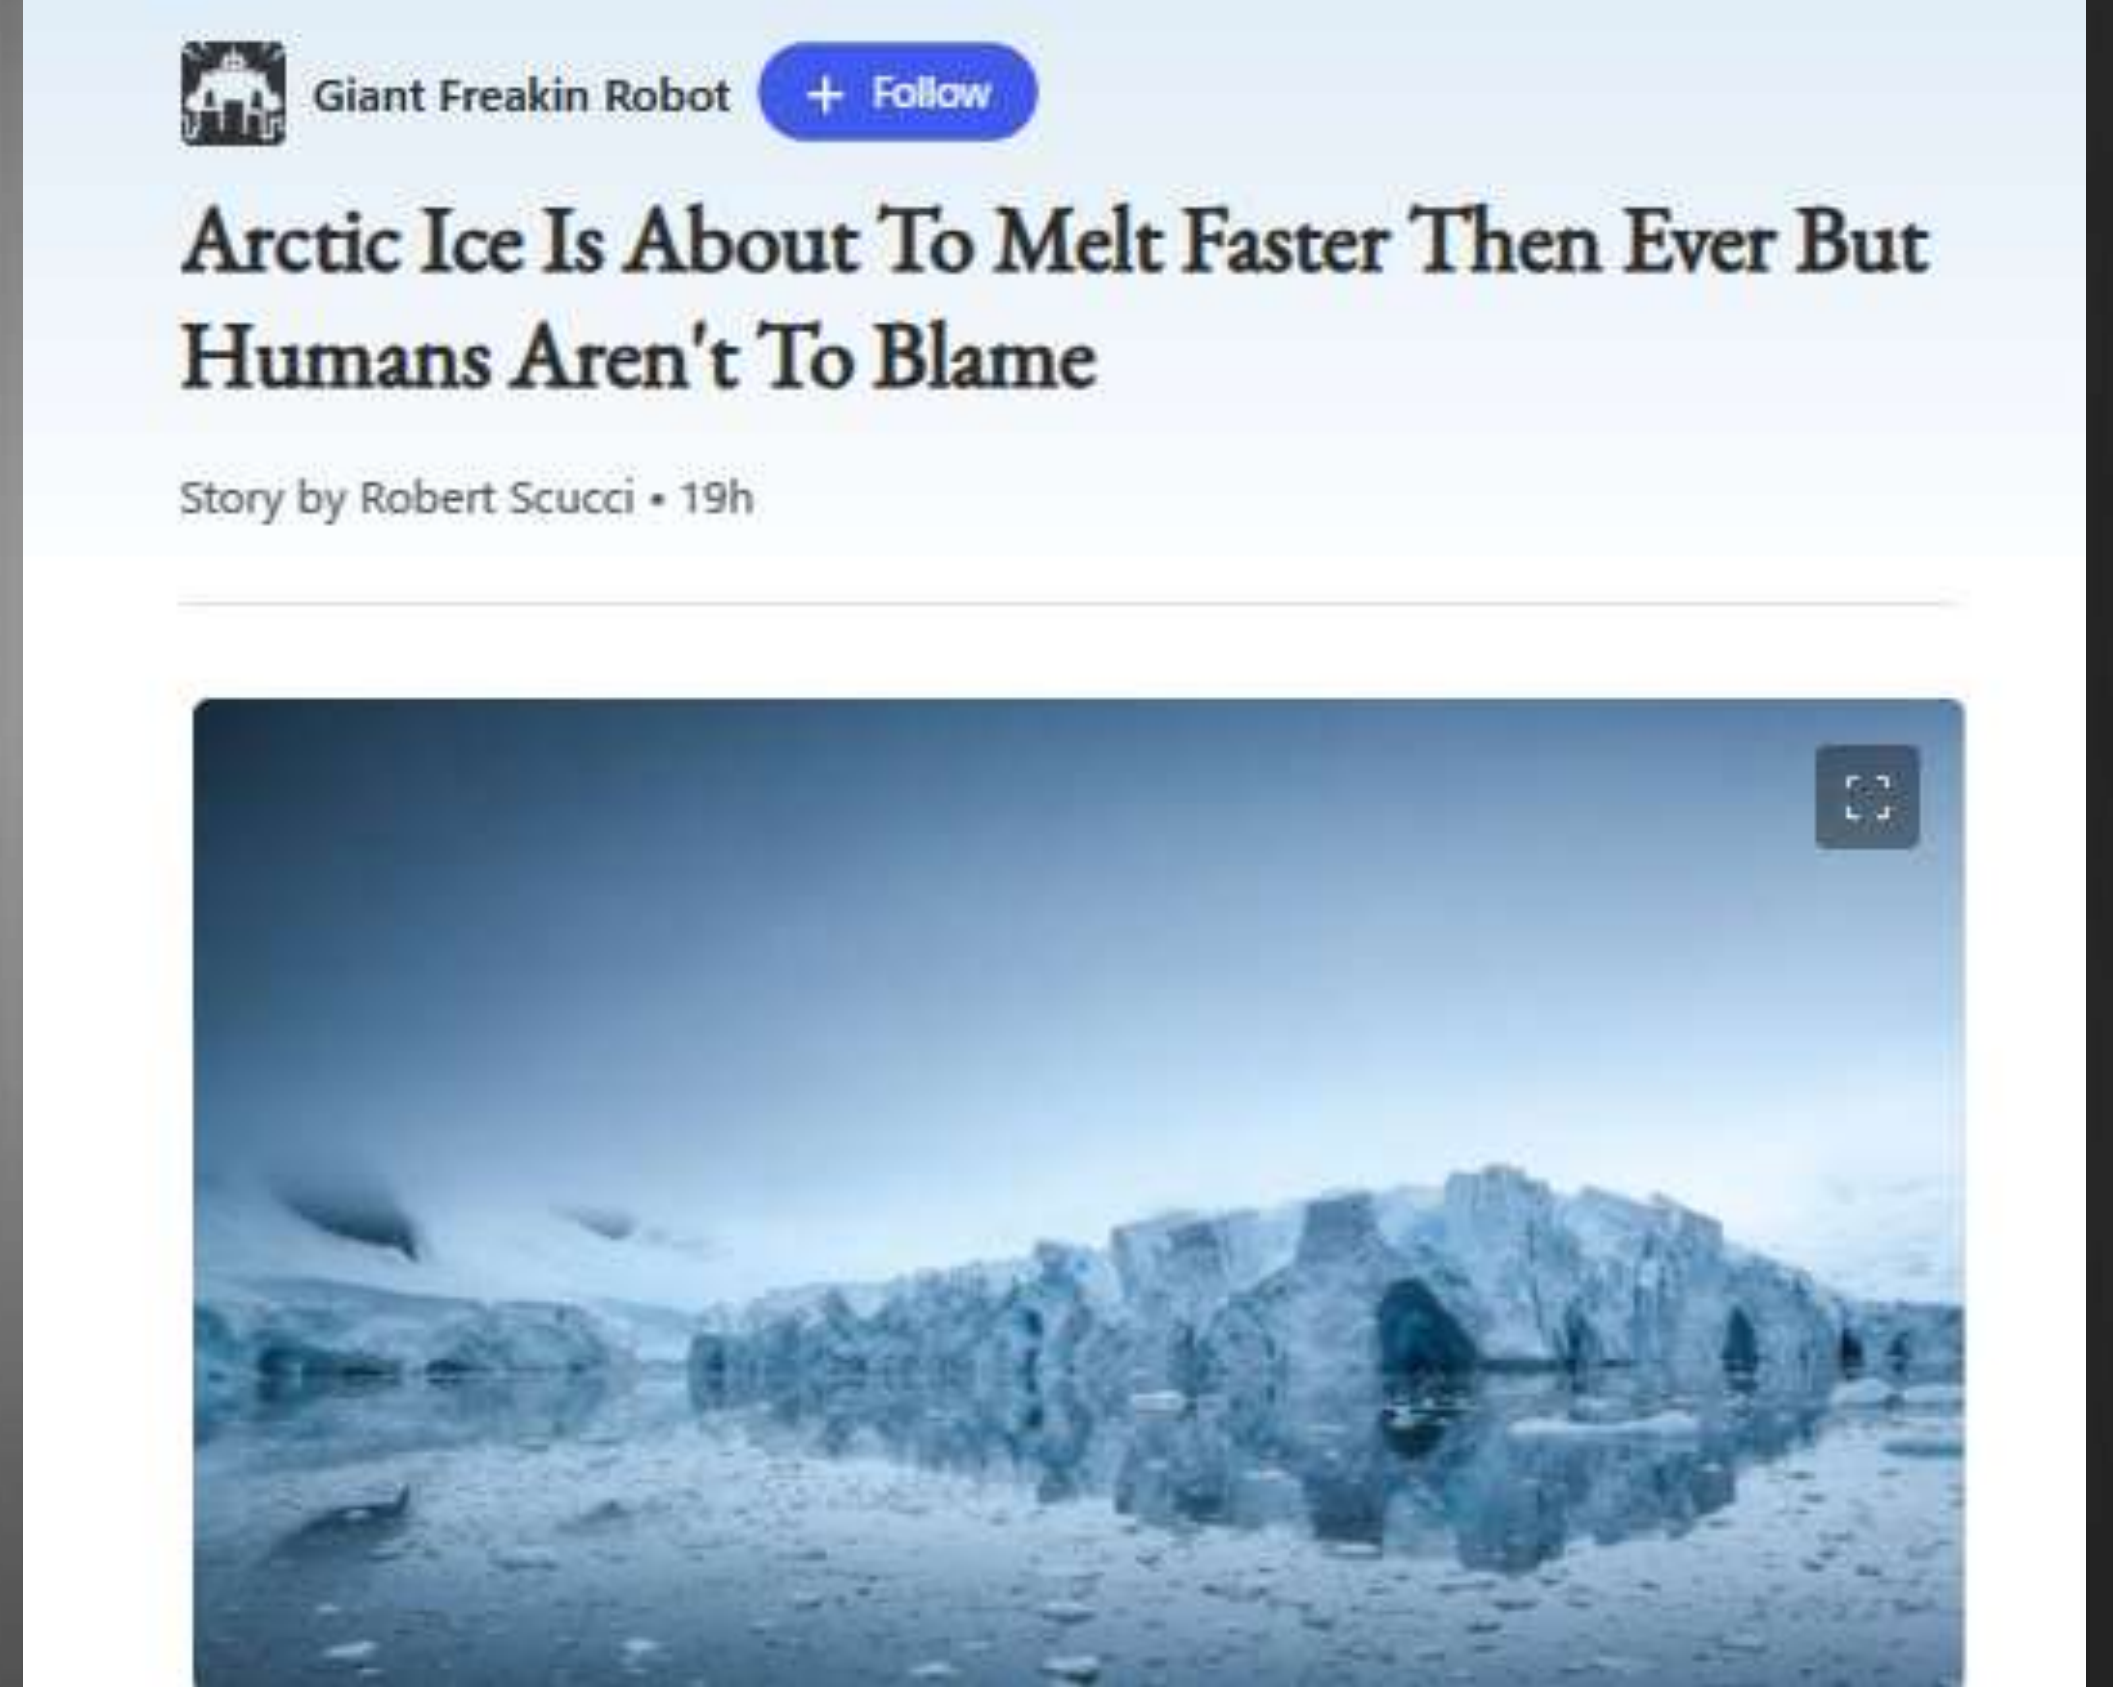 Giant Freakin Robot
+ Follow
Arctic Ice Is About To Melt Faster Then Ever But
Humans Aren't To Blame
Story by Robert Scucci • 19h